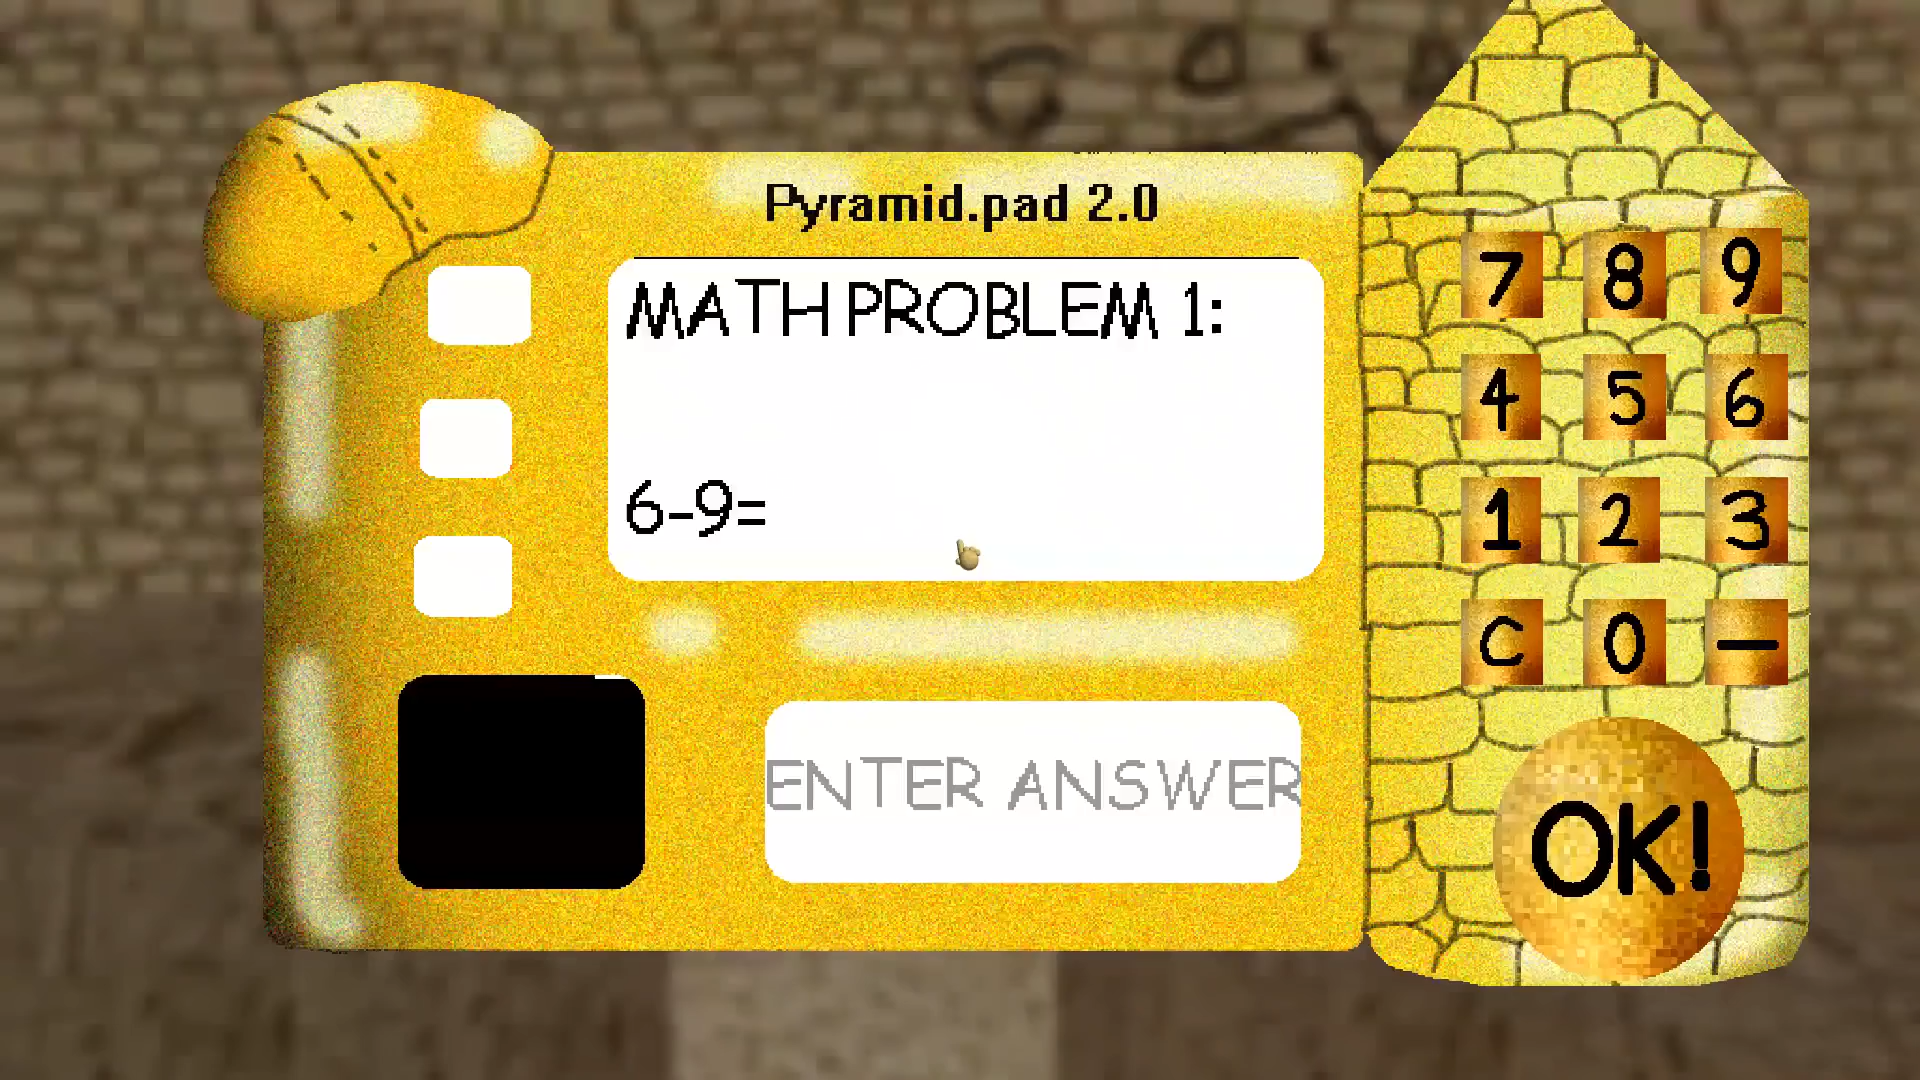 Pyramid.pad 2.0
MATH PROBLEM 1:
6-9=
ENTER ANSWER
7 8 9
4 5 6
1 2 3
C 0 —
OK!